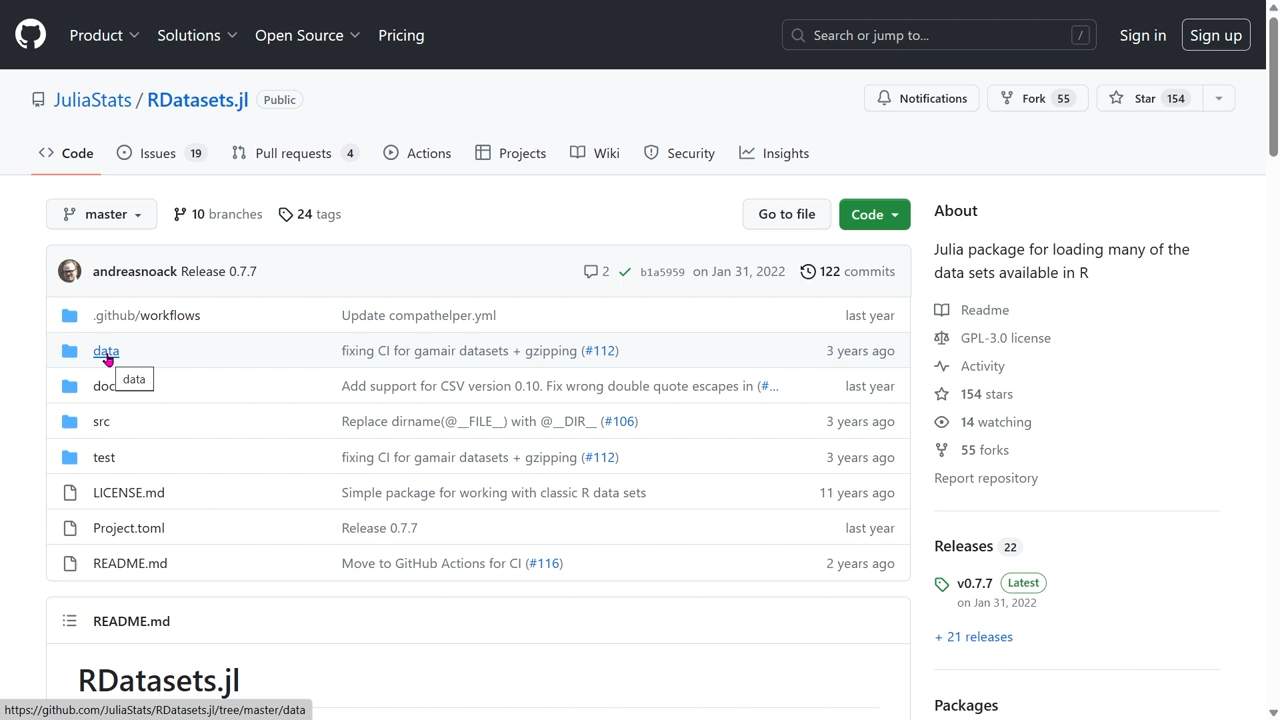 Product Solutions Open Source Pricing Search or jump to... / Sign in Sign up
JuliaStats / RDatasets.jl Public Notifications Fork 55 Star 154
Code Issues 19 Pull requests 4 Actions Projects Wiki Security Insights
master 10 branches 24 tags Go to file Code
andreasnoack Release 0.7.7 2 b1a5959 on Jan 31, 2022 122 commits
.github/workflows Update compathelper.yml last year
data fixing CI for gamair datasets + gzipping (#112) 3 years ago
data
doc Add support for CSV version 0.10. Fix wrong double quote escapes in (#... last year
src Replace dirname(@__FILE__) with @__DIR__ (#106) 3 years ago
test fixing CI for gamair datasets + gzipping (#112) 3 years ago
LICENSE.md Simple package for working with classic R data sets 11 years ago
Project.toml Release 0.7.7 last year
README.md Move to GitHub Actions for CI (#116) 2 years ago
README.md
RDatasets.jl
About
Julia package for loading many of the
data sets available in R
Readme
GPL-3.0 license
Activity
154 stars
14 watching
55 forks
Report repository
Releases 22
v0.7.7 Latest
on Jan 31, 2022
+ 21 releases
Packages
https://github.com/JuliaStats/RDatasets.jl/tree/master/data